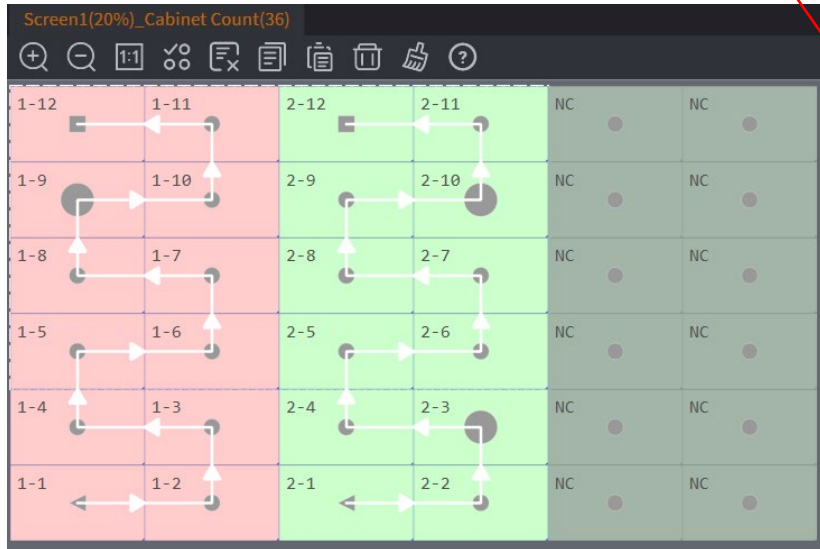 Screen1(20%)_Cabinet Count(36)
1:1
?
1-12 1-11 2-12 2-11 NC NC
1-9 1-10 2-9 2-10 NC NC
1-8 1-7 2-8 2-7 NC NC
1-5 1-6 2-5 2-6 NC NC
1-4 1-3 2-4 2-3 NC NC
1-1 1-2 2-1 2-2 NC NC